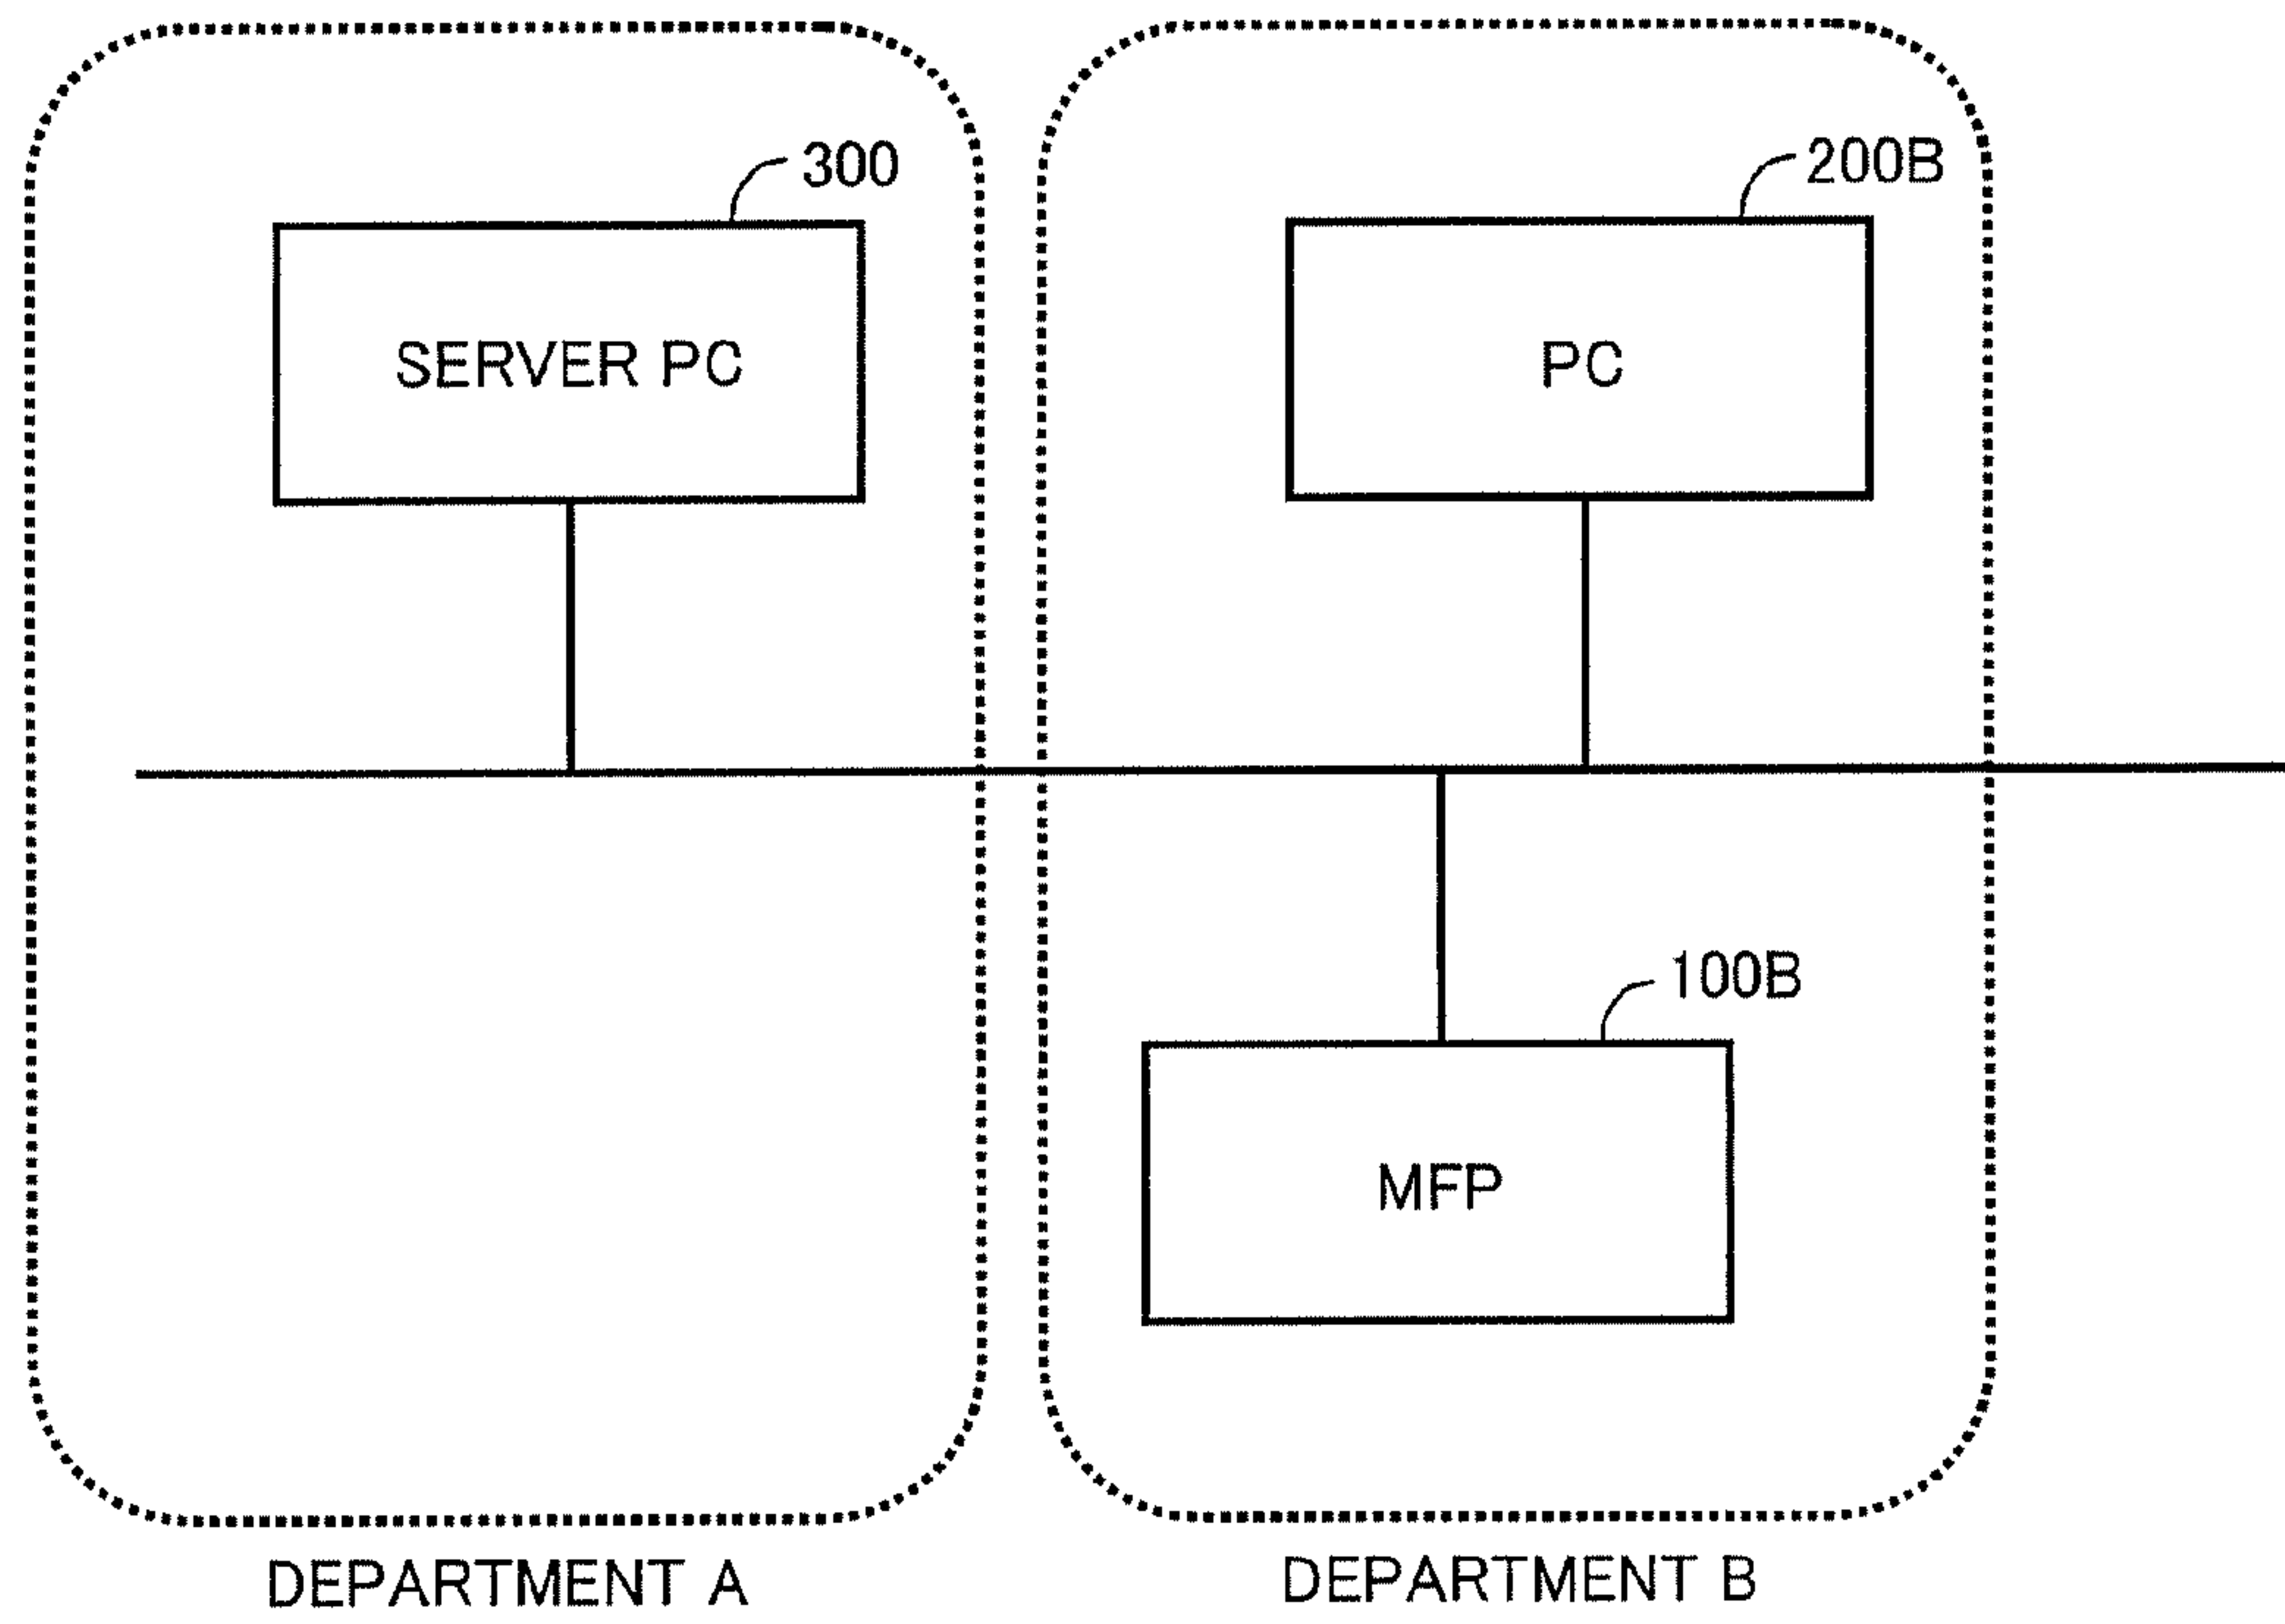 300
200B
SERVER PC
PC
100B
MFP
DEPARTMENT A
DEPARTMENT B